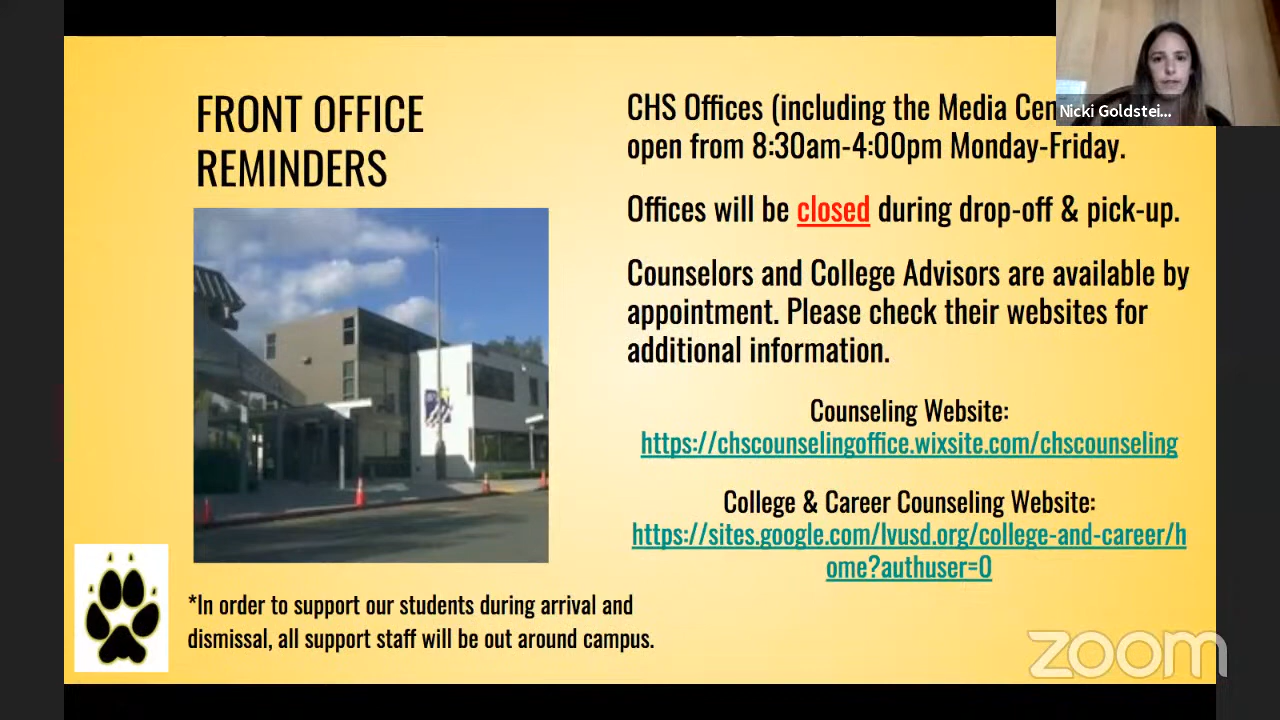 FRONT OFFICE
REMINDERS
CHS Offices (including the Media Cen
open from 8:30am-4:00pm Monday-Friday.
Offices will be closed during drop-off & pick-up.
Counselors and College Advisors are available by
appointment. Please check their websites for
additional information.
Counseling Website:
https://chscounselingoffice.wixsite.com/chscounseling
College & Career Counseling Website:
https://sites.google.com/lvusd.org/college-and-career/h
ome?authuser=0
*In order to support our students during arrival and
dismissal, all support staff will be out around campus.
Nicki Goldstei...
zoom